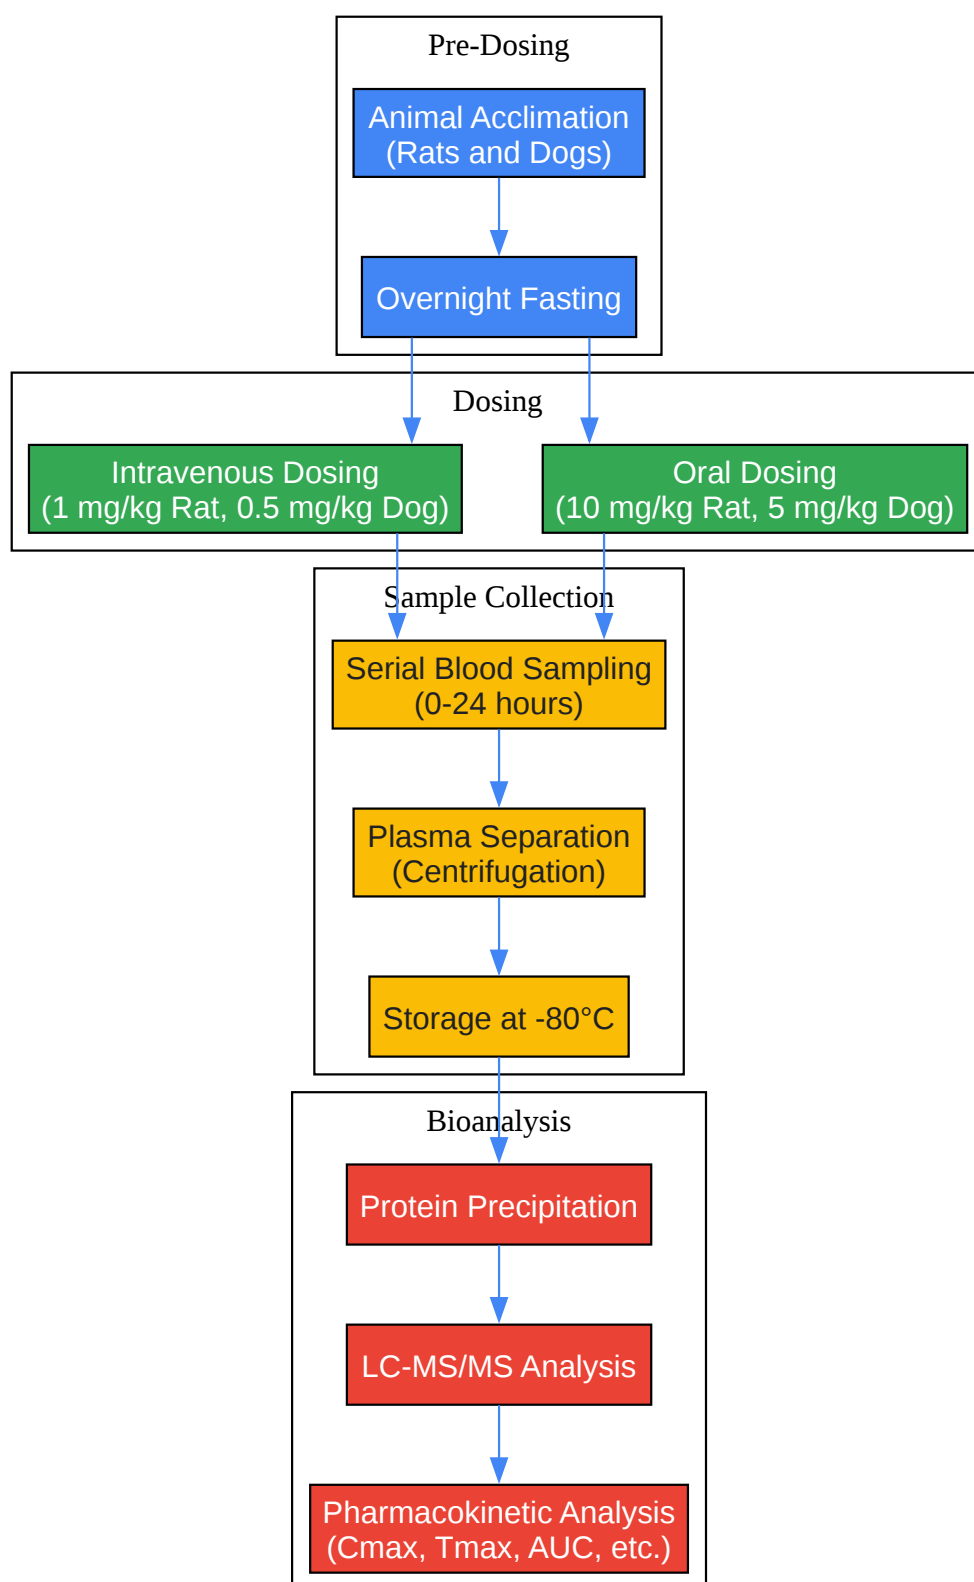 Pre-Dosing
Animal Acclimation
(Rats and Dogs)
Overnight Fasting
Dosing
Intravenous Dosing
(1 mg/kg Rat, 0.5 mg/kg Dog)
Oral Dosing
(10 mg/kg Rat, 5 mg/kg Dog)
Sample Collection
Serial Blood Sampling
(0-24 hours)
Plasma Separation
(Centrifugation)
Storage at -80°C
Bioanalysis
Protein Precipitation
LC-MS/MS Analysis
Pharmacokinetic Analysis
(Cmax, Tmax, AUC, etc.)